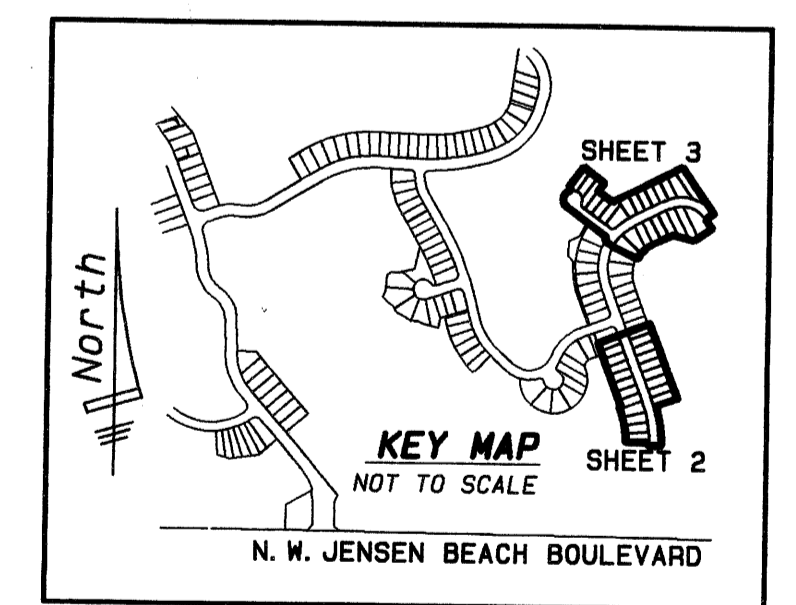 SHEET 3
North
KEY MAP
NOT TO SCALE
SHEET 2
N. W. JENSEN BEACH BOULEVARD